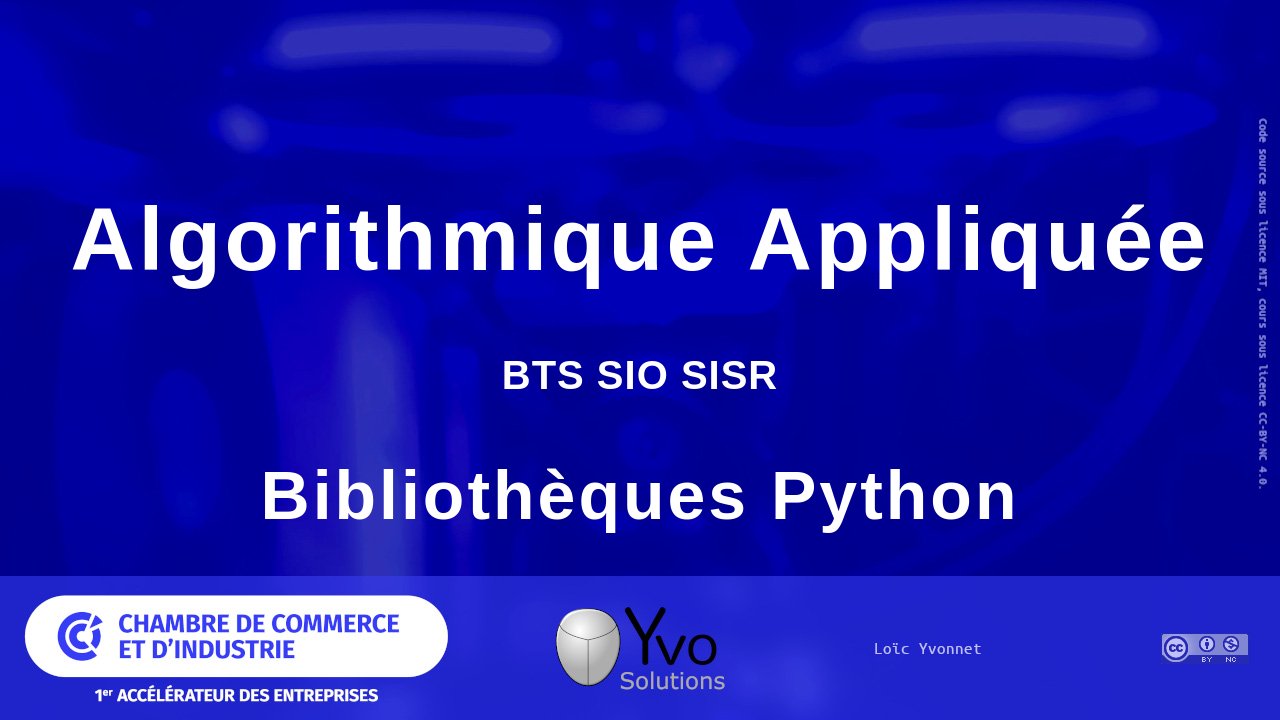 Algorithmique Appliquée
BTS SIO SISR
Bibliothèques Python
Code source sous licence MIT, cours sous licence CC-BY-NC 4.0.
CHAMBRE DE COMMERCE
ET D'INDUSTRIE
1er ACCÉLÉRATEUR DES ENTREPRISES
Yvo
Solutions
Loïc Yvonnet
cc
BY NC